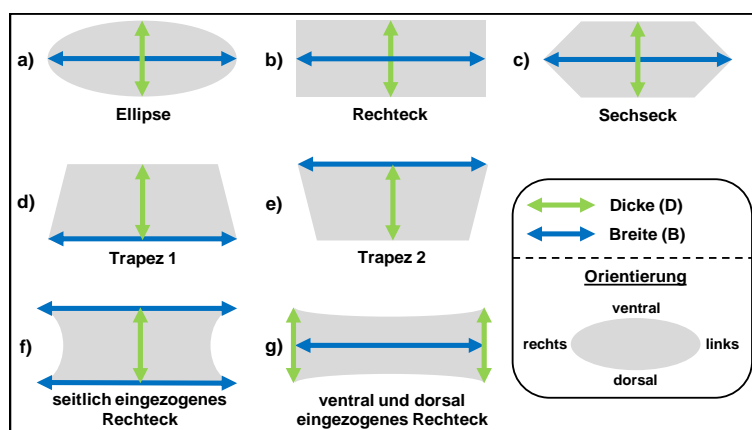 a)
Ellipse
b)
Rechteck
c)
Sechseck
d)
Trapez 1
e)
Trapez 2
f)
seitlich eingezogenes
Rechteck
g)
ventral und dorsal
eingezogenes Rechteck
Dicke (D)
Breite (B)
Orientierung
ventral
rechts
links
dorsal